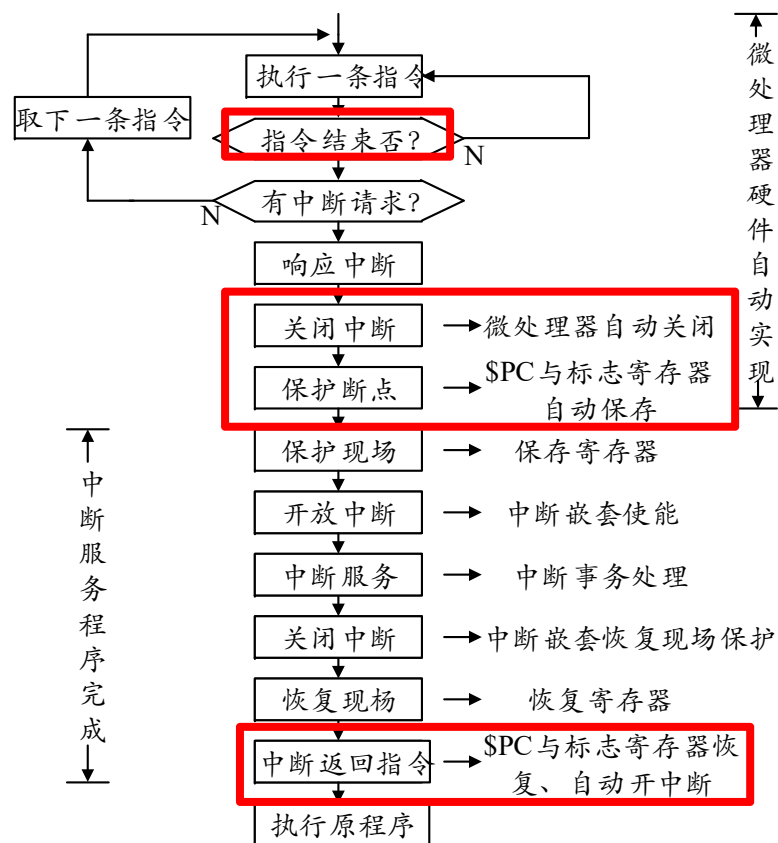 执行一条指令
取下一条指令
指令结束否?
N
有中断请求?
N
响应中断
关闭中断
微处理器自动关闭
保护断点
$PC与标志寄存器
自动保存
微处理器硬件自动实现
保护现场
保存寄存器
开放中断
中断嵌套使能
中断服务
中断事务处理
关闭中断
中断嵌套恢复现场保护
恢复现杨
恢复寄存器
中断返回指令
$PC与标志寄存器恢
复、自动开中断
执行原程序
中断服务程序完成